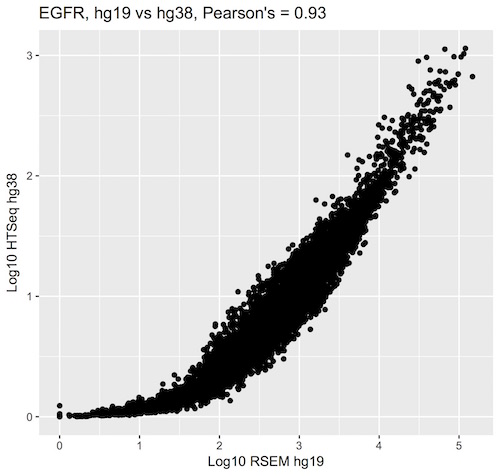 EGFR, hg19 vs hg38, Pearson's = 0.93
3
2
1
0
Log10 HTSeq hg38
0 1 2 3 4 5
Log10 RSEM hg19